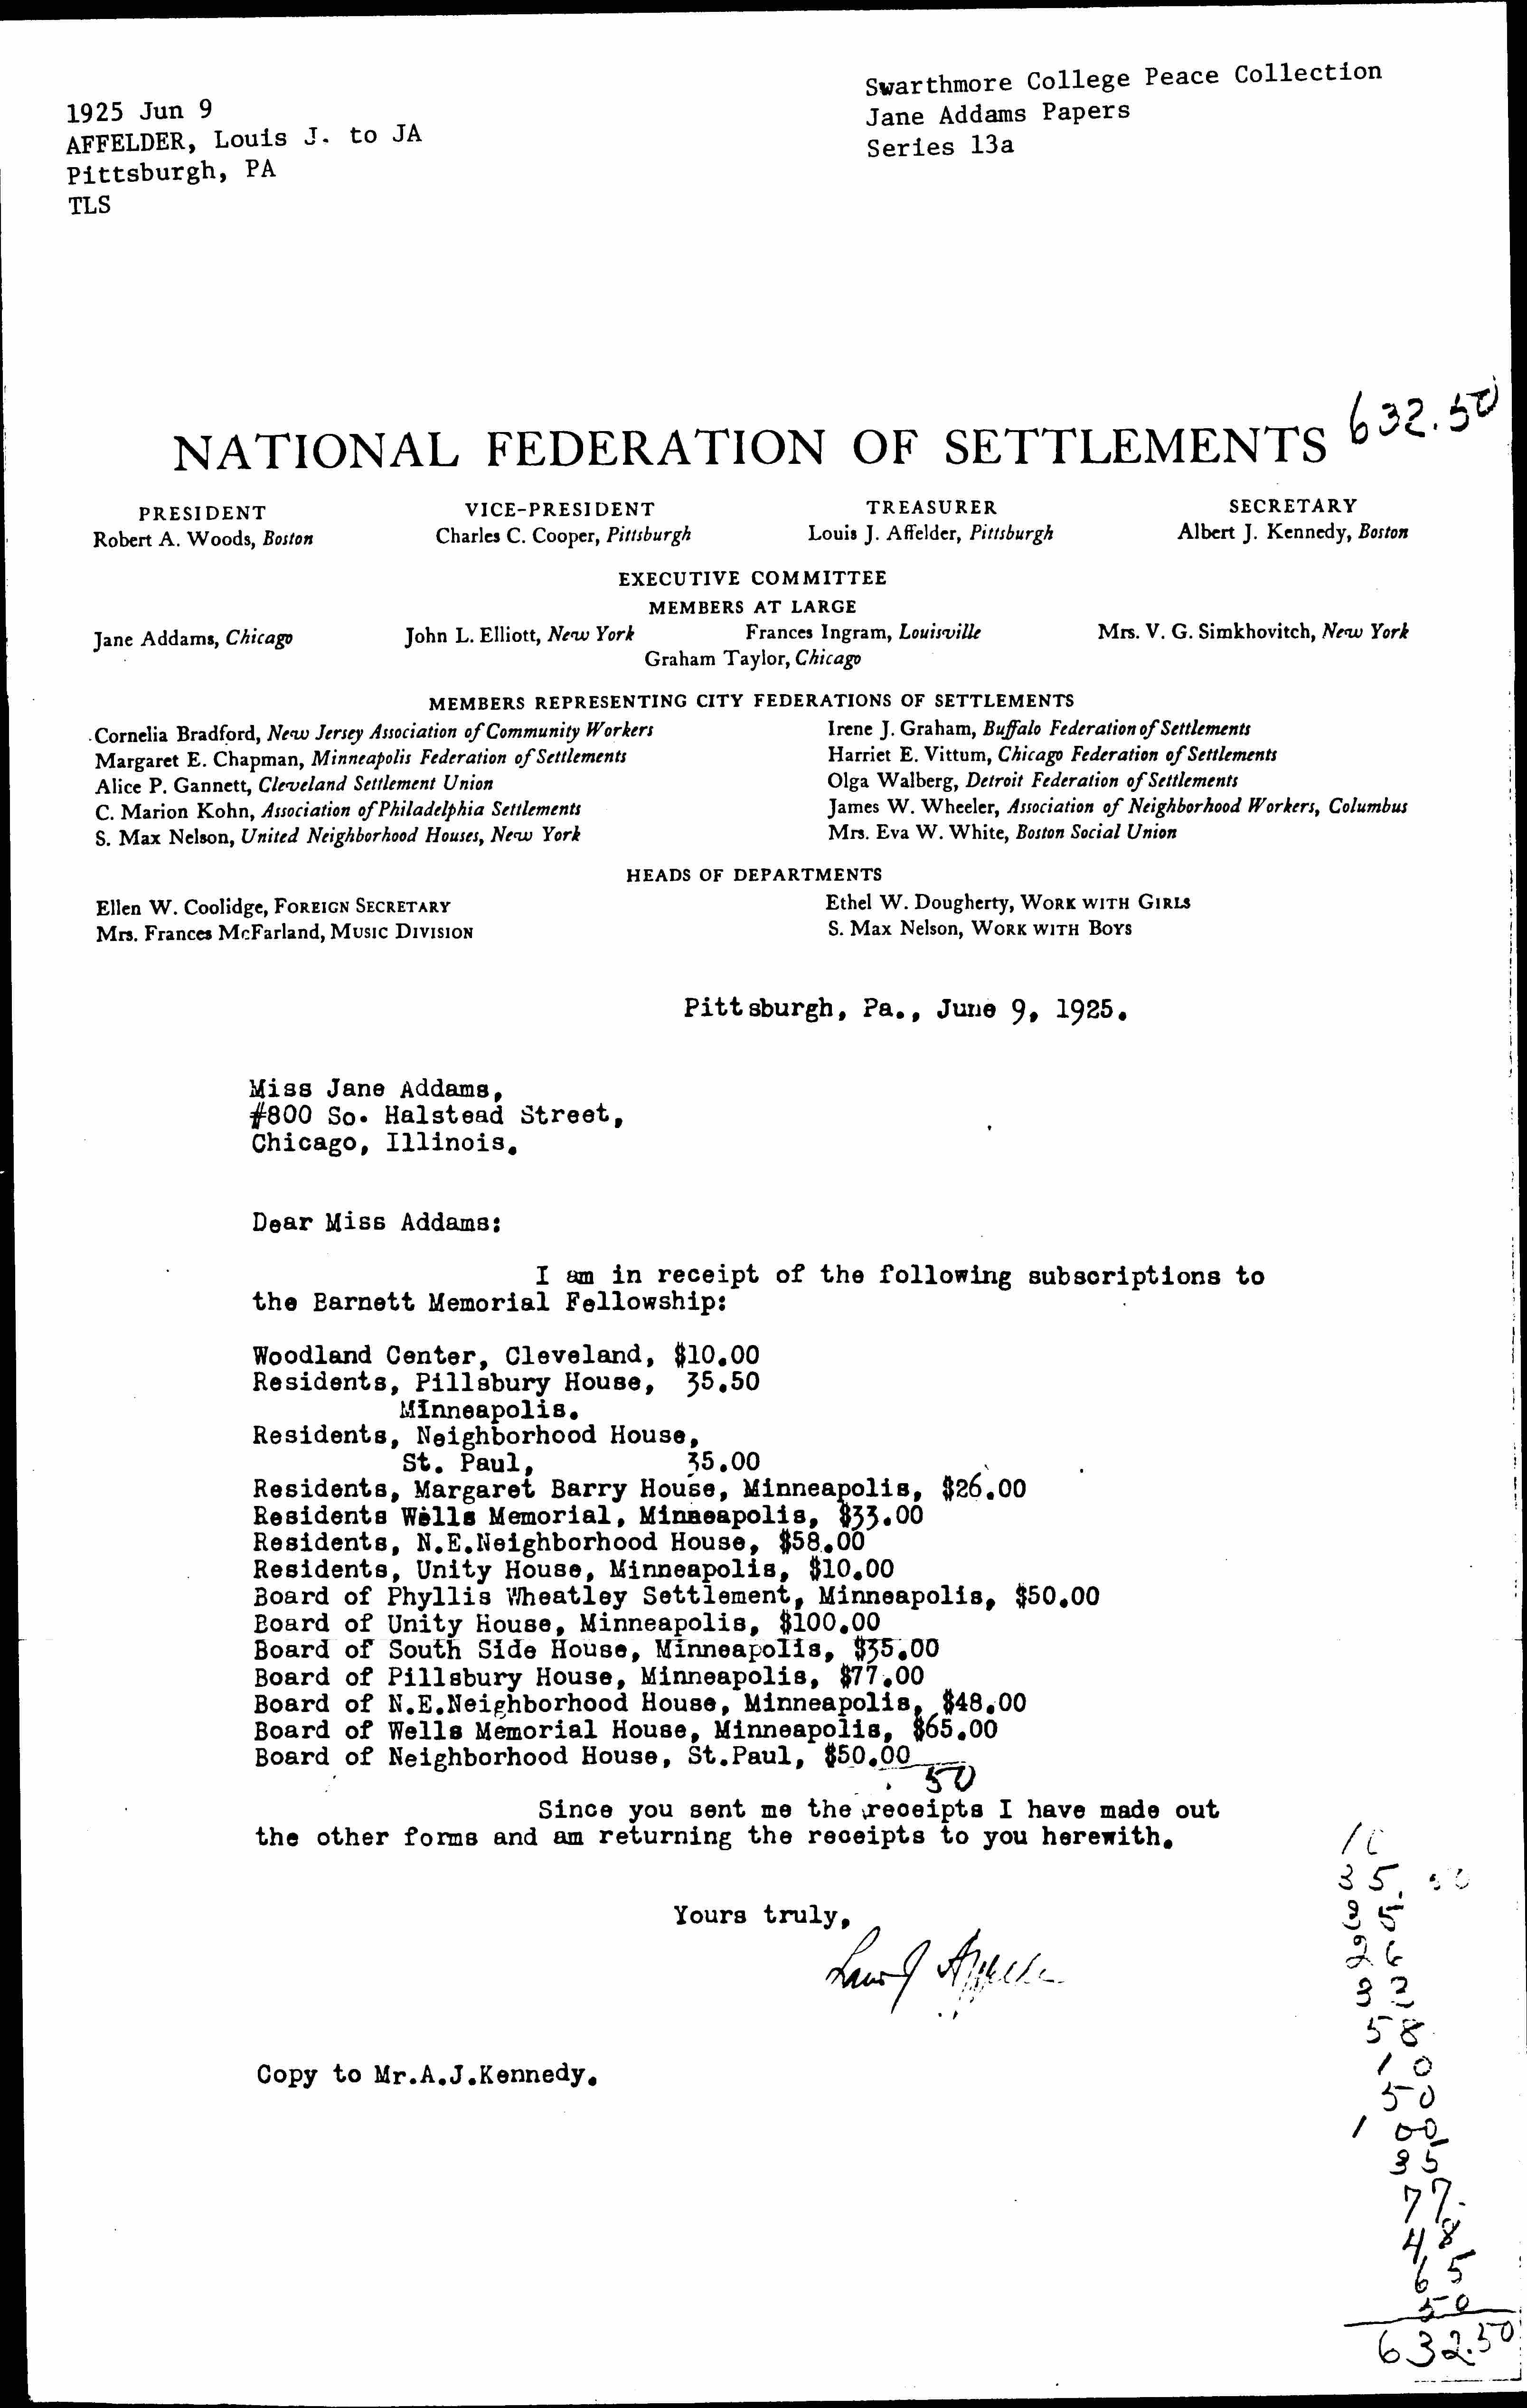 1925 Jun 9
AFFELDER, Louis J. to JA
Pittsburgh, PA
TLS
Swarthmore College Peace Collection
Jane Addams Papers
Series 13a
632.50
NATIONAL FEDERATION OF SETTLEMENTS
PRESIDENT VICE-PRESIDENT TREASURER SECRETARY
Robert A. Woods, Boston Charles C. Cooper, Pittsburgh Louis J. Affelder, Pittsburgh Albert J. Kennedy, Boston
EXECUTIVE COMMITTEE
MEMBERS AT LARGE
Jane Addams, Chicago John L. Elliott, New York Frances Ingram, Louisville Mrs. V. G. Simkhovitch, New York
Graham Taylor, Chicago
MEMBERS REPRESENTING CITY FEDERATIONS OF SETTLEMENTS
Cornelia Bradford, New Jersey Association of Community Workers Irene J. Graham, Buffalo Federation of Settlements
Margaret E. Chapman, Minneapolis Federation of Settlements Harriet E. Vittum, Chicago Federation of Settlements
Alice P. Gannett, Cleveland Settlement Union Olga Walberg, Detroit Federation of Settlements
C. Marion Kohn, Association of Philadelphia Settlements James W. Wheeler, Association of Neighborhood Workers, Columbus
S. Max Nelson, United Neighborhood Houses, New York Mrs. Eva W. White, Boston Social Union
HEADS OF DEPARTMENTS
Ellen W. Coolidge, FOREIGN SECRETARY Ethel W. Dougherty, WORK WITH GIRLS
Mrs. Frances McFarland, MUSIC DIVISION S. Max Nelson, WORK WITH BOYS
Pittsburgh, Pa., June 9, 1925.
Miss Jane Addams,
#800 So. Halstead Street,
Chicago, Illinois.
Dear Miss Addams:
I am in receipt of the following subscriptions to
the Barnett Memorial Fellowship:
Woodland Center, Cleveland, $10.00
Residents, Pillsbury House, 35.50
MInneapolis.
Residents, Neighborhood House,
St. Paul, 35.00
Residents, Margaret Barry House, Minneapolis, $26.00
Residents Wells Memorial, Minneapolis, $33.00
Residents, N.E.Neighborhood House, $58.00
Residents, Unity House, Minneapolis, $10.00
Board of Phyllis Wheatley Settlement, Minneapolis, $50.00
Board of Unity House, Minneapolis, $100.00
Board of South Side House, Minneapolis, $35.00
Board of Pillsbury House, Minneapolis, $77.00
Board of N.E.Neighborhood House, Minneapolis, $48.00
Board of Wells Memorial House, Minneapolis, $65.00
Board of Neighborhood House, St.Paul, $50.00
50
Since you sent me the receipts I have made out
the other forms and am returning the receipts to you herewith.
Yours truly,
Copy to Mr.A.J.Kennedy.
35. 50
35
26
58
10
50
100
35
77.
48
65
50
632.50